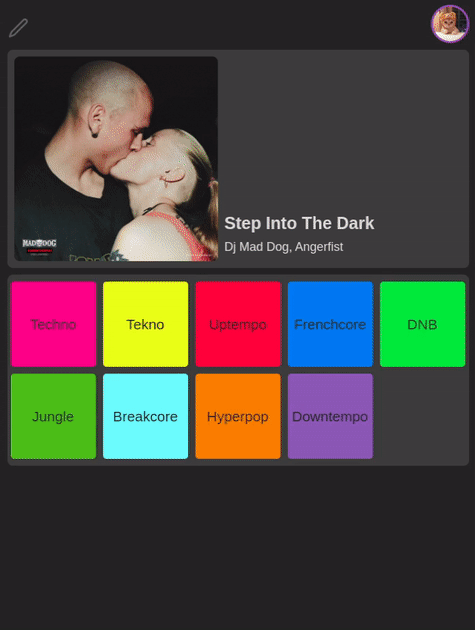 MAD DOG
Step Into The Dark
Dj Mad Dog, Angerfist
Techno
Tekno
Uptempo
Frenchcore
DNB
Jungle
Breakcore
Hyperpop
Downtempo